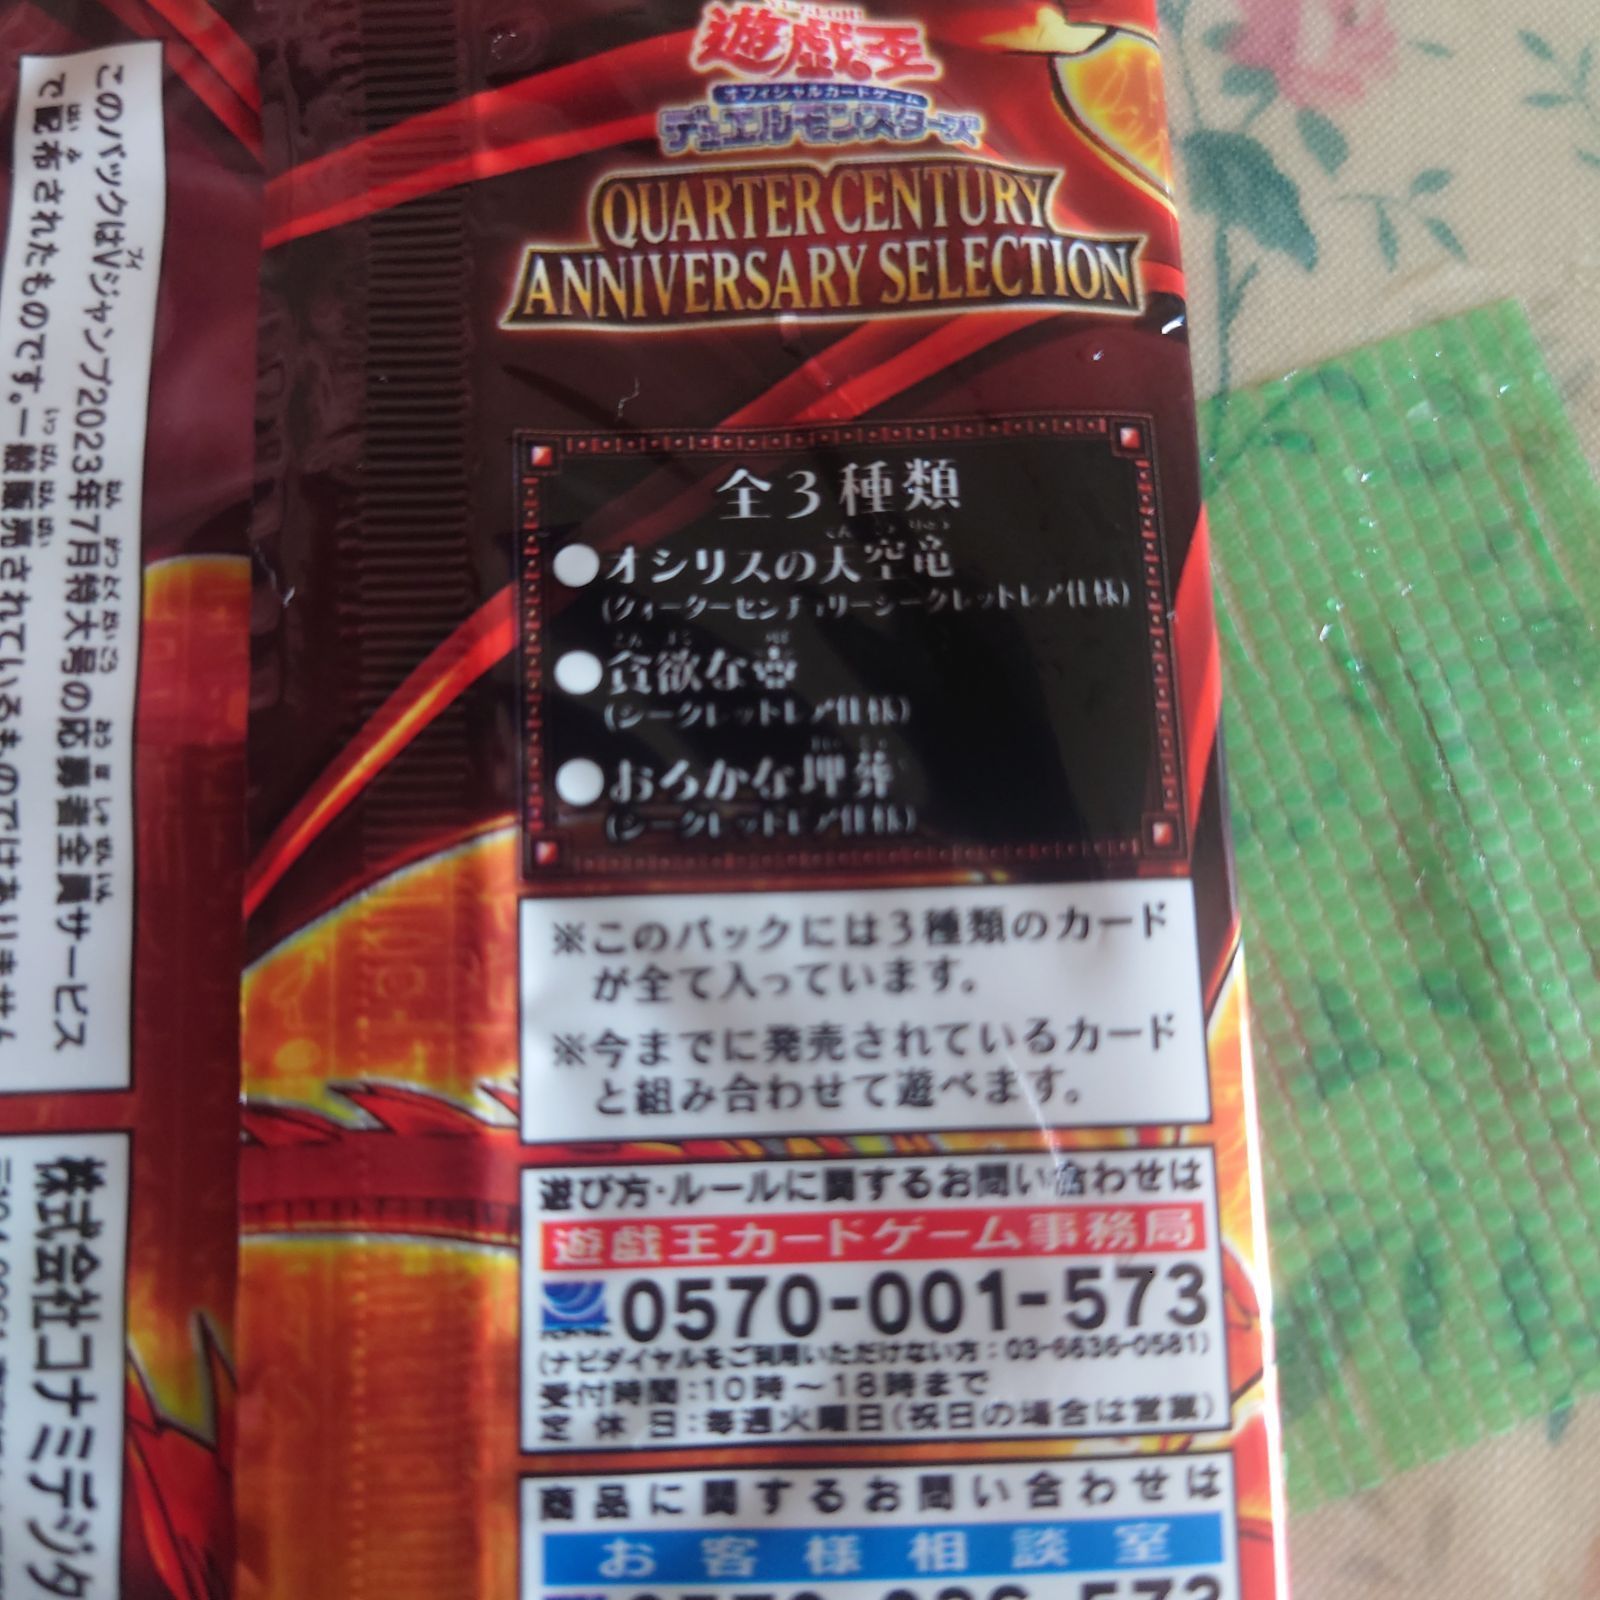 このパックはVジャンプ2023年7月特大号の応募者全員サービス
で配布されたものです。一般販売されているものではありません
株式会社コナミデジタ
遊戯王
オフィシャルカードゲーム
デュエルモンスターズ
QUARTER CENTURY
ANNIVERSARY SELECTION
全3種類
●オシリスの天空竜
(クォーターセンチュリーシークレットレア仕様)
●貪欲な壺
(シークレットレア仕様)
●おろかな埋葬
(シークレットレア仕様)
※このパックには3種類のカード
が全て入っています。
※今までに発売されているカード
と組み合わせて遊べます。
遊び方・ルールに関するお問い合わせは
遊戯王カードゲーム事務局
0570-001-573
(ナビダイヤルをご利用いただけない方:03-6636-0581)
受付時間:10時~18時まで
定休日:毎週火曜日(祝日の場合は営業)
商品に関するお問い合わせは
お客様相談室